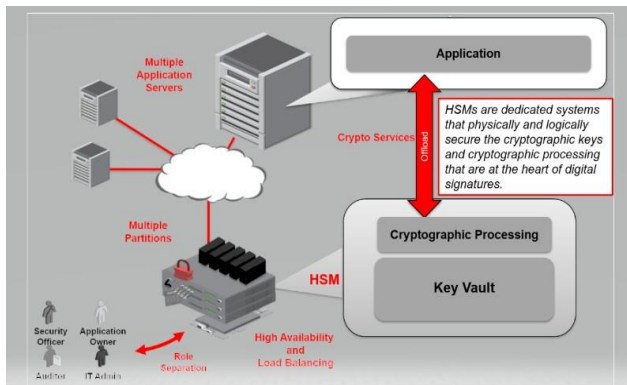 Multiple
Application
Servers
Application
Crypto Services
Offload
HSMs are dedicated systems
that physically and logically
secure the cryptographic keys
and cryptographic processing
that are at the heart of digital
signatures.
Multiple
Partitions
Cryptographic Processing
HSM
Key Vault
Security
Officer
Application
Owner
Auditor
IT Admin
Role
Separation
High Availability
and
Load Balancing